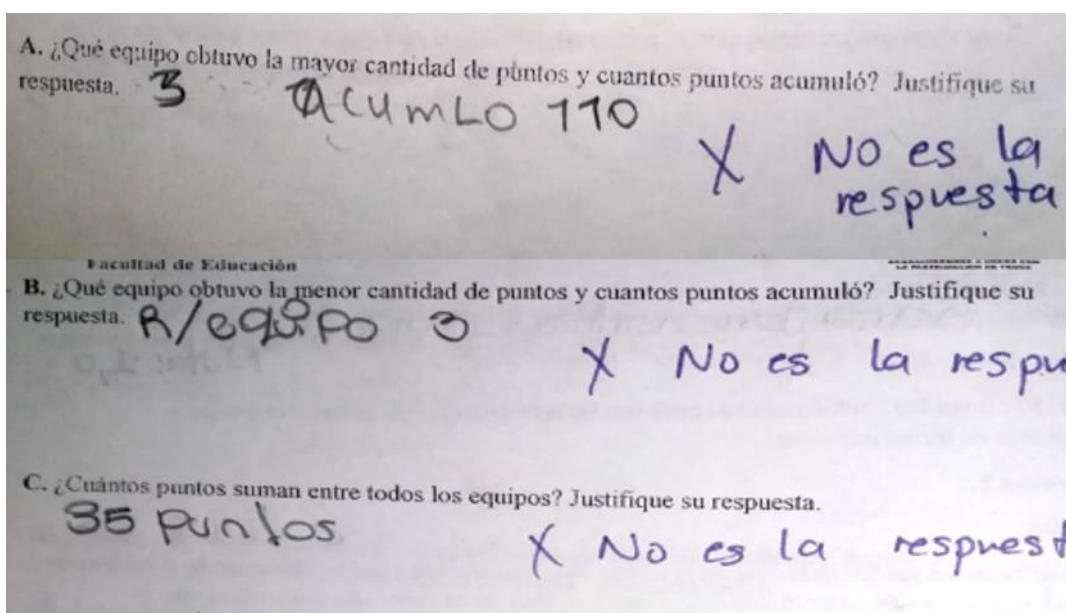 A. ¿Qué equipo obtuvo la mayor cantidad de puntos y cuantos puntos acumuló? Justifique su
respuesta. 3 Acumlo 110
X No es la
respuesta
Facultad de Educación
B. ¿Qué equipo obtuvo la menor cantidad de puntos y cuantos puntos acumuló? Justifique su
respuesta. R/equipo 3
X No es la respu
C. ¿Cuántos puntos suman entre todos los equipos? Justifique su respuesta.
35 puntos
X No es la respuest